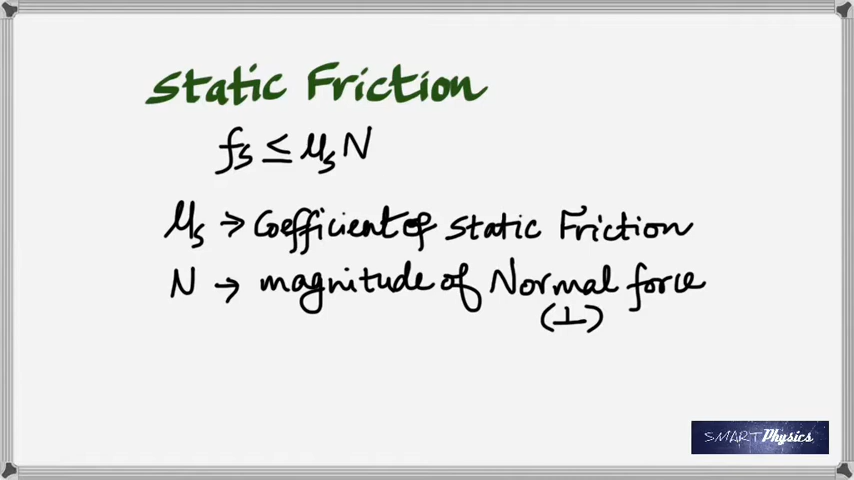 Static Friction
fs ≤ μs N
μs → Coefficient of Static Friction
N → magnitude of Normal force
(⊥)
SMARTPhysics